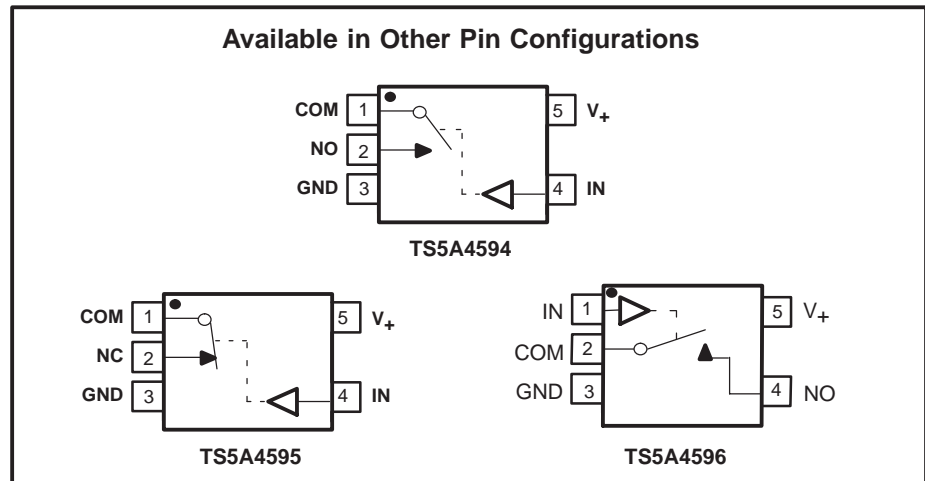 Available in Other Pin Configurations
COM 1 5 V+
NO 2
GND 3 4 IN
TS5A4594
COM 1 5 V+
NC 2
GND 3 4 IN
TS5A4595
IN 1 5 V+
COM 2
GND 3 4 NO
TS5A4596